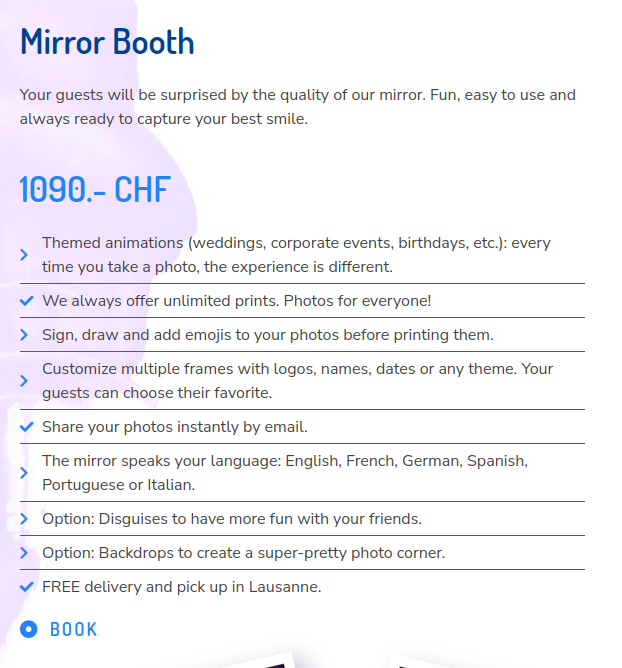 Mirror Booth
Your guests will be surprised by the quality of our mirror. Fun, easy to use and
always ready to capture your best smile.
1090.- CHF
Themed animations (weddings, corporate events, birthdays, etc.): every
time you take a photo, the experience is different.
We always offer unlimited prints. Photos for everyone!
Sign, draw and add emojis to your photos before printing them.
Customize multiple frames with logos, names, dates or any theme. Your
guests can choose their favorite.
Share your photos instantly by email.
The mirror speaks your language: English, French, German, Spanish,
Portuguese or Italian.
Option: Disguises to have more fun with your friends.
Option: Backdrops to create a super-pretty photo corner.
FREE delivery and pick up in Lausanne.
BOOK